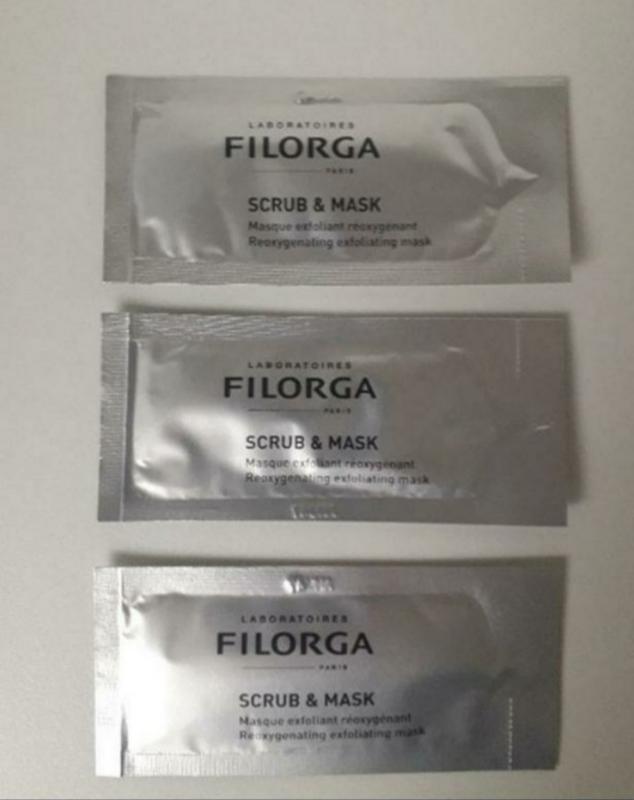 LABORATOIRES
FILORGA
PARIS
SCRUB & MASK
Masque exfoliant réoxygénant
Reoxygenating exfoliating mask
LABORATOIRES
FILORGA
PARIS
SCRUB & MASK
Masque exfoliant réoxygénant
Reoxygenating exfoliating mask
LABORATOIRES
FILORGA
PARIS
SCRUB & MASK
Masque exfoliant réoxygénant
Reoxygenating exfoliating mask